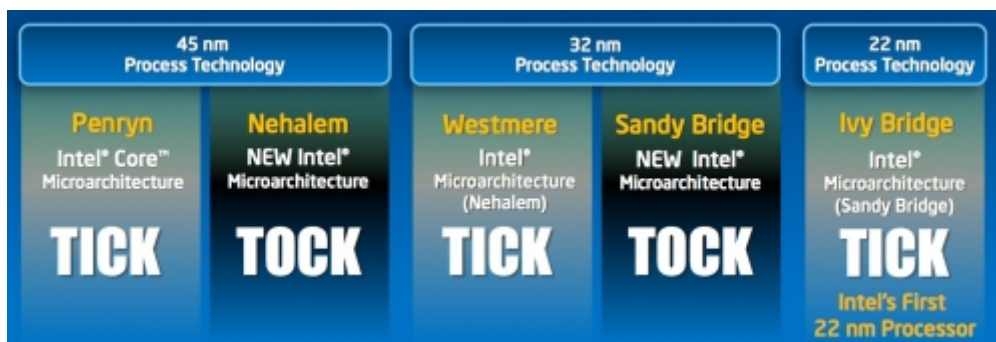 45 nm
Process Technology
32 nm
Process Technology
22 nm
Process Technology
Penryn
Intel® Core™
Microarchitecture
TICK
Nehalem
NEW Intel®
Microarchitecture
TOCK
Westmere
Intel®
Microarchitecture
(Nehalem)
TICK
Sandy Bridge
NEW Intel®
Microarchitecture
TOCK
Ivy Bridge
Intel®
Microarchitecture
(Sandy Bridge)
TICK
Intel's First
22 nm Processor